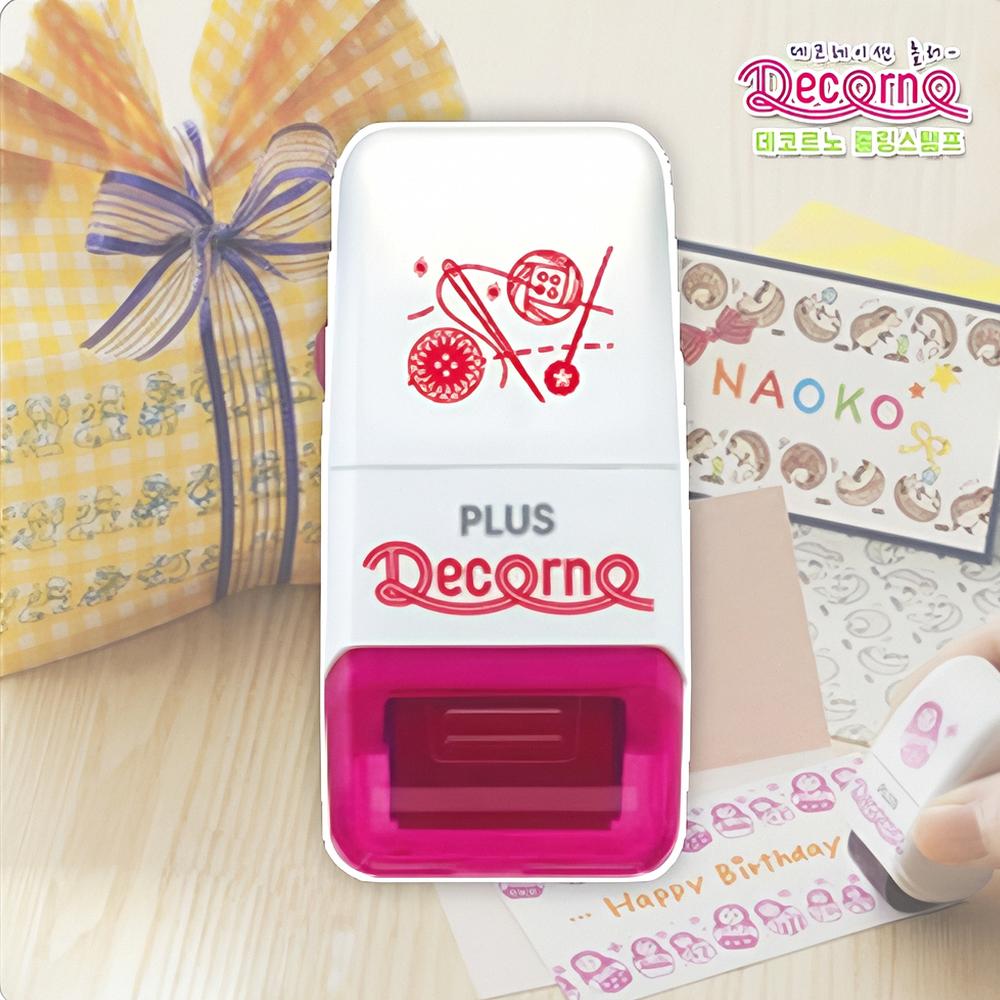 데코레이션 롤러-
Decorno
데코르노 롤링스탬프
NAOKO
PLUS
Decorno
... Happy Birthday